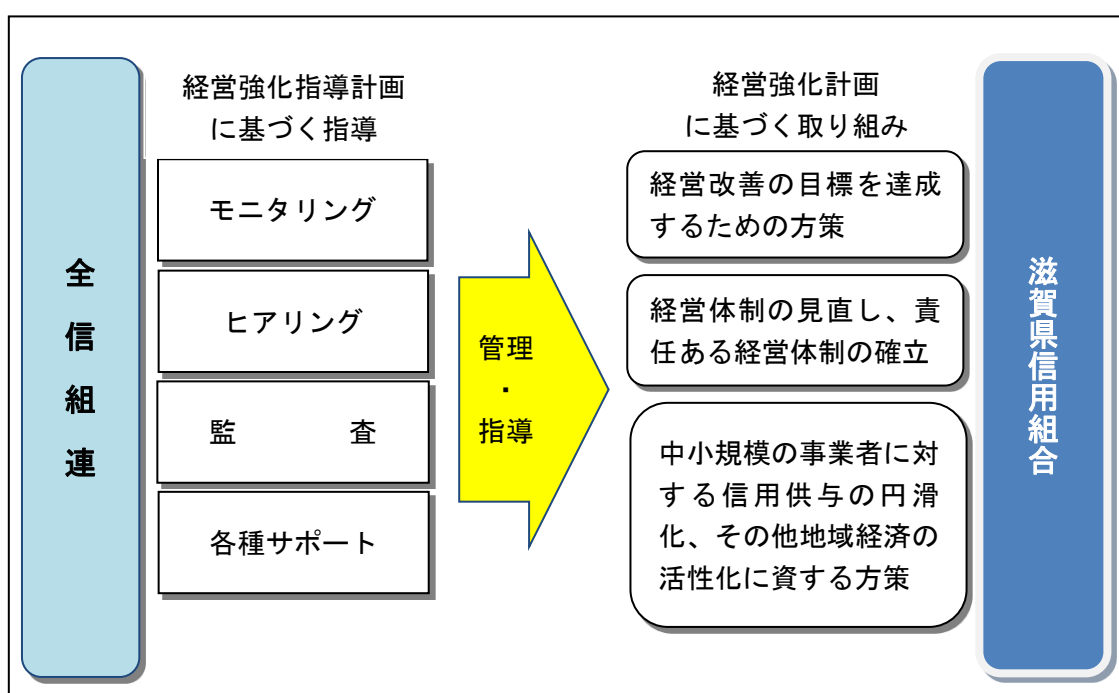 全信組連
経営強化指導計画
に基づく指導
モニタリング
ヒアリング
監　　　査
各種サポート
管理
・
指導
経営強化計画
に基づく取り組み
経営改善の目標を達成
するための方策
経営体制の見直し、責
任ある経営体制の確立
中小規模の事業者に対
する信用供与の円滑
化、その他地域経済の
活性化に資する方策
滋賀県信用組合